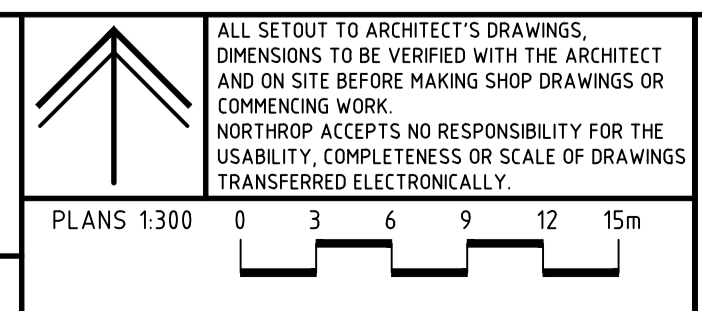 ALL SETOUT TO ARCHITECT'S DRAWINGS,
DIMENSIONS TO BE VERIFIED WITH THE ARCHITECT
AND ON SITE BEFORE MAKING SHOP DRAWINGS OR
COMMENCING WORK.
NORTHROP ACCEPTS NO RESPONSIBILITY FOR THE
USABILITY, COMPLETENESS OR SCALE OF DRAWINGS
TRANSFERRED ELECTRONICALLY.
PLANS 1:300 0 3 6 9 12 15m